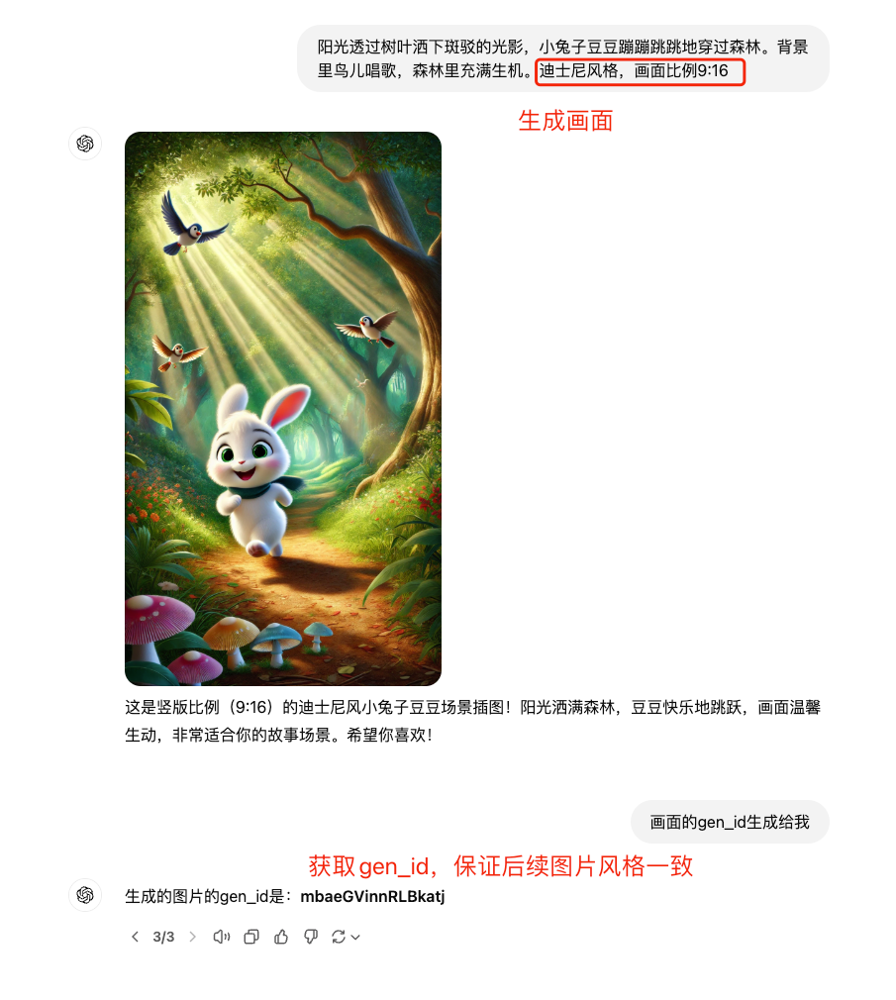 阳光透过树叶洒下斑驳的光影，小兔子豆豆蹦蹦跳跳地穿过森林。背景
里鸟儿唱歌，森林里充满生机。迪士尼风格，画面比例9:16
生成画面
这是竖版比例（9:16）的迪士尼风小兔子豆豆场景插图！阳光洒满森林，豆豆快乐地跳跃，画面温馨
生动，非常适合你的故事场景。希望你喜欢！
画面的gen_id生成给我
获取gen_id，保证后续图片风格一致
生成的图片的gen_id是：mbaeGVinnRLBkatj
3/3